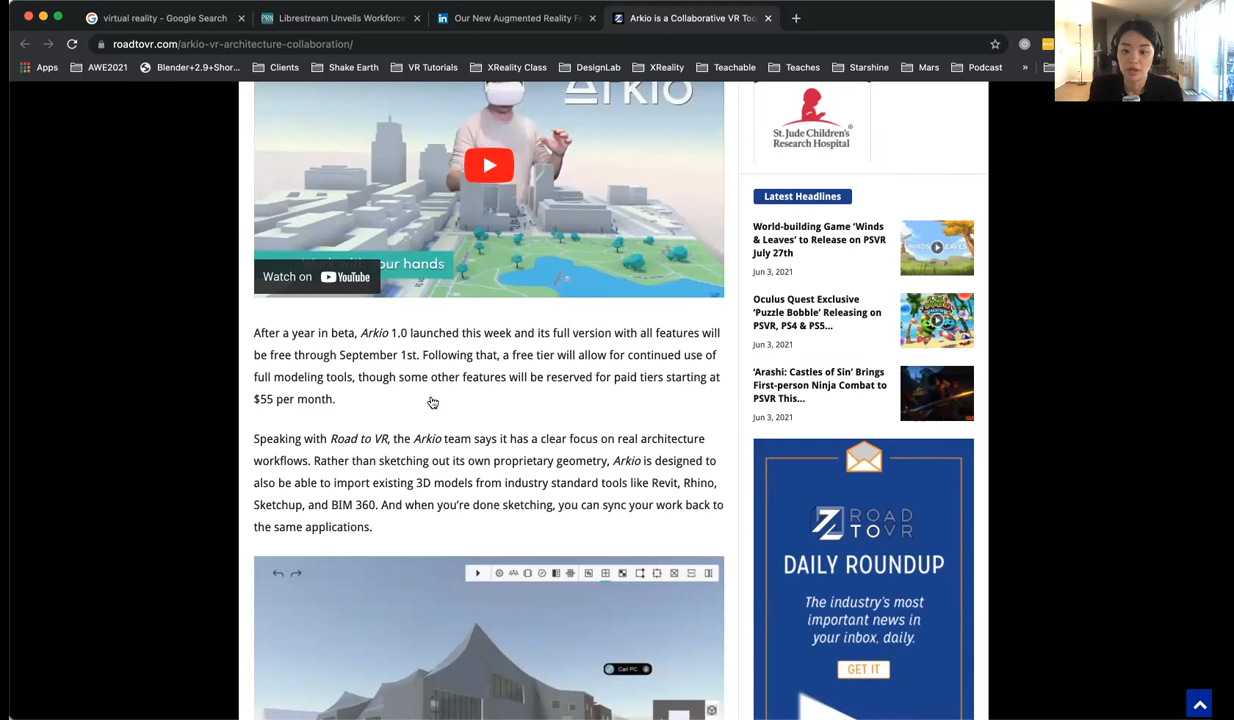 virtual reality - Google Search
Librestream Unveils Workforce
Our New Augmented Reality Fe
Arkio is a Collaborative VR Too
roadtovr.com/arkio-vr-architecture-collaboration/
Apps
AWE2021
Blender+2.9+Shor...
Clients
Shake Earth
VR Tutorials
XReality Class
DesignLab
XReality
Teachable
Teaches
Starshine
Mars
Podcast
»
Arkio
your hands
Watch on YouTube
After a year in beta, Arkio 1.0 launched this week and its full version with all features will
be free through September 1st. Following that, a free tier will allow for continued use of
full modeling tools, though some other features will be reserved for paid tiers starting at
$55 per month.
Speaking with Road to VR, the Arkio team says it has a clear focus on real architecture
workflows. Rather than sketching out its own proprietary geometry, Arkio is designed to
also be able to import existing 3D models from industry standard tools like Revit, Rhino,
Sketchup, and BIM 360. And when you're done sketching, you can sync your work back to
the same applications.
Carl PC
St. Jude Children's
Research Hospital
Latest Headlines
World-building Game 'Winds
& Leaves' to Release on PSVR
July 27th
Jun 3, 2021
WINDS & LEAVES
Oculus Quest Exclusive
'Puzzle Bobble' Releasing on
PSVR, PS4 & PS5...
Jun 3, 2021
'Arashi: Castles of Sin' Brings
First-person Ninja Combat to
PSVR This...
Jun 3, 2021
ROAD
TOVR
DAILY ROUNDUP
The industry's most
important news in
your inbox, daily.
GET IT